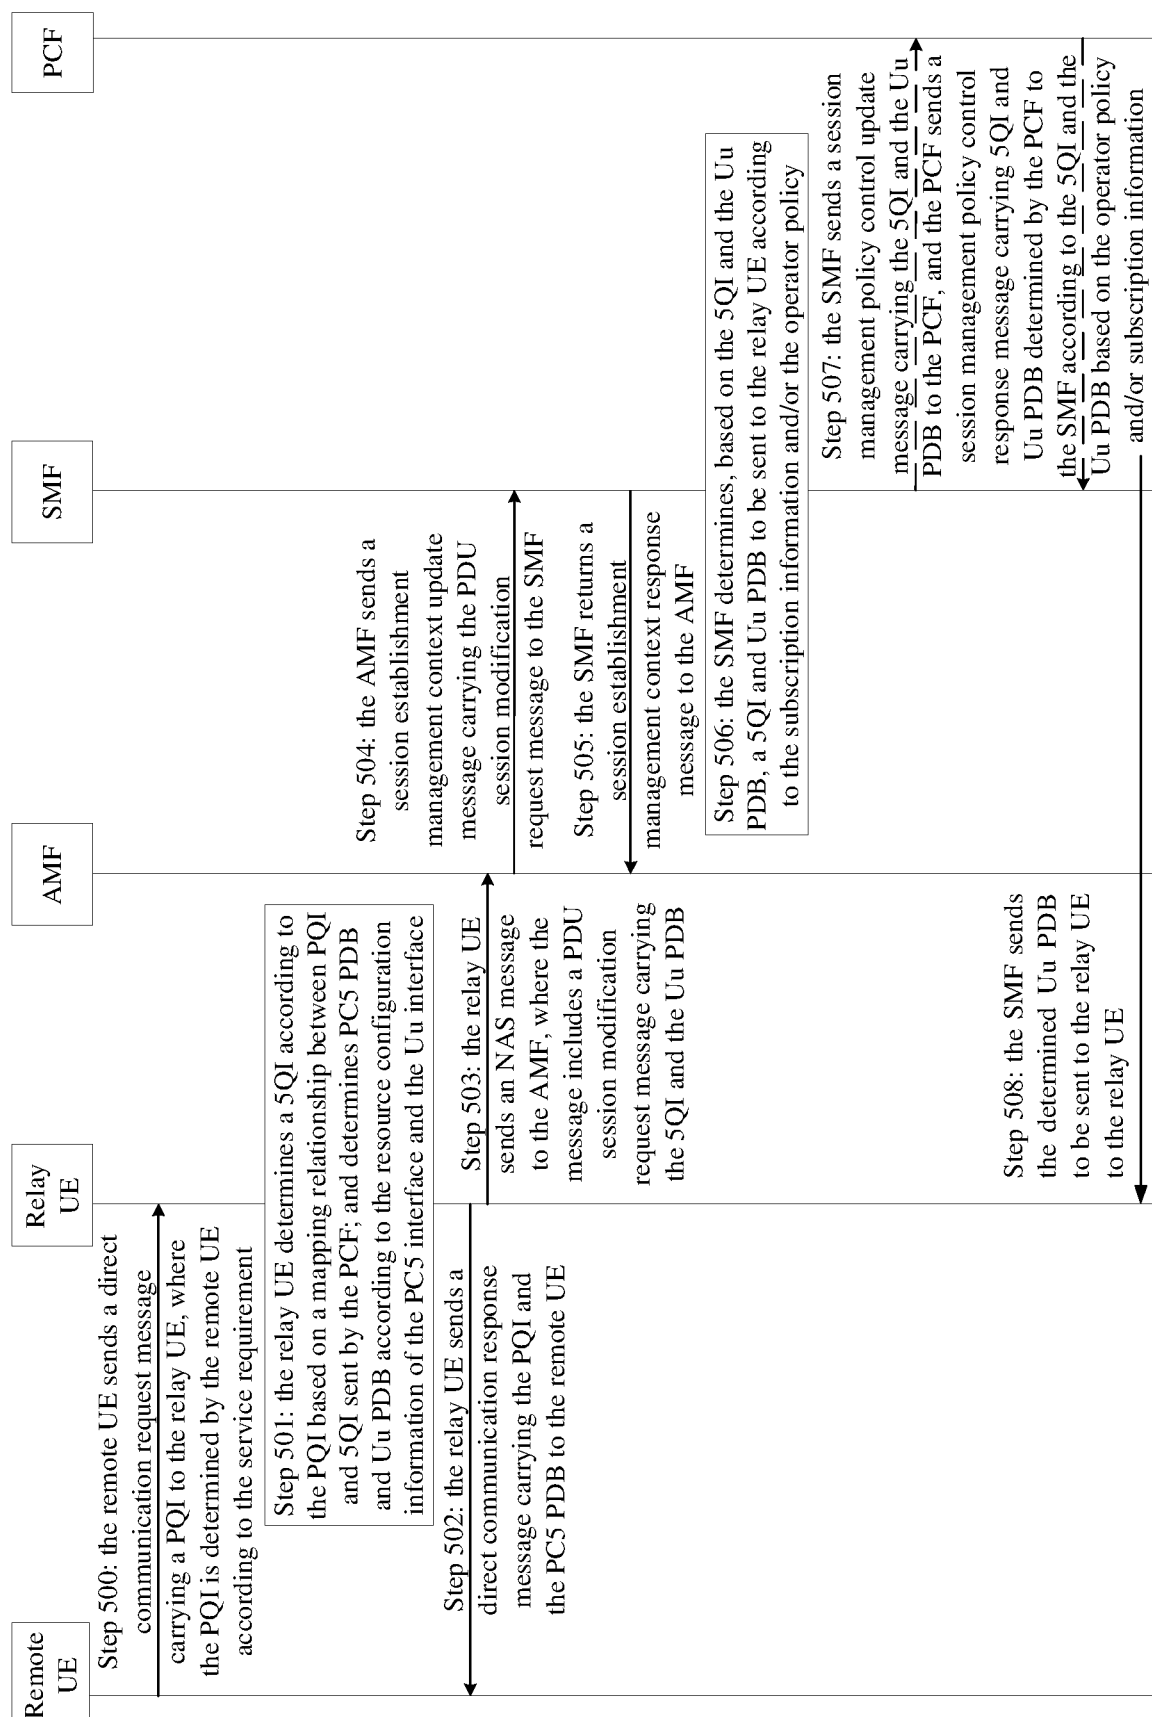 Remote
UE
Relay
UE
AMF
SMF
PCF
Step 500: the remote UE sends a direct
communication request message
carrying a PQI to the relay UE, where
the PQI is determined by the remote UE
according to the service requirement
Step 501: the relay UE determines a 5QI according to
the PQI based on a mapping relationship between PQI
and 5QI sent by the PCF; and determines PC5 PDB
and Uu PDB according to the resource configuration
information of the PC5 interface and the Uu interface
Step 502: the relay UE sends a
direct communication response
message carrying the PQI and
the PC5 PDB to the remote UE
Step 503: the relay UE
sends an NAS message
to the AMF, where the
message includes a PDU
session modification
request message carrying
the 5QI and the Uu PDB
Step 504: the AMF sends a
session establishment
management context update
message carrying the PDU
session modification
request message to the SMF
Step 505: the SMF returns a
session establishment
management context response
message to the AMF
Step 506: the SMF determines, based on the 5QI and the Uu
PDB, a 5QI and Uu PDB to be sent to the relay UE according
to the subscription information and/or the operator policy
Step 507: the SMF sends a session
management policy control update
message carrying the 5QI and the Uu
PDB to the PCF, and the PCF sends a
session management policy control
response message carrying 5QI and
Uu PDB determined by the PCF to
the SMF according to the 5QI and the
Uu PDB based on the operator policy
and/or subscription information
Step 508: the SMF sends
the determined Uu PDB
to be sent to the relay UE
to the relay UE